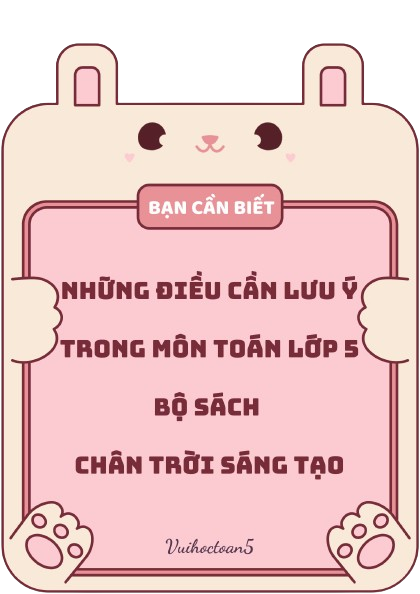 BẠN CẦN BIẾT
NHỮNG ĐIỀU CẦN LƯU Ý
TRONG MÔN TOÁN LỚP 5
BỘ SÁCH
CHÂN TRỜI SÁNG TẠO
Vuihoctoan5